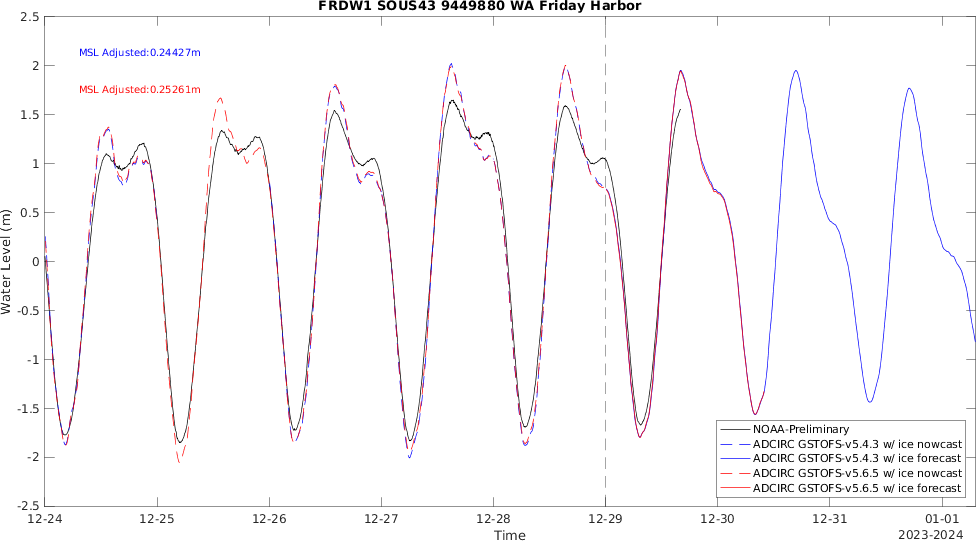 FRDW1 SOUS43 9449880 WA Friday Harbor
2.5
2
1.5
1
0.5
0
-0.5
-1
-1.5
-2
-2.5
Water Level (m)
MSL Adjusted:0.24427m
MSL Adjusted:0.25261m
NOAA-Preliminary
ADCIRC GSTOFS-v5.4.3 w/ ice nowcast
ADCIRC GSTOFS-v5.4.3 w/ ice forecast
ADCIRC GSTOFS-v5.6.5 w/ ice nowcast
ADCIRC GSTOFS-v5.6.5 w/ ice forecast
12-24 12-25 12-26 12-27 12-28 12-29 12-30 12-31 01-01
Time
2023-2024